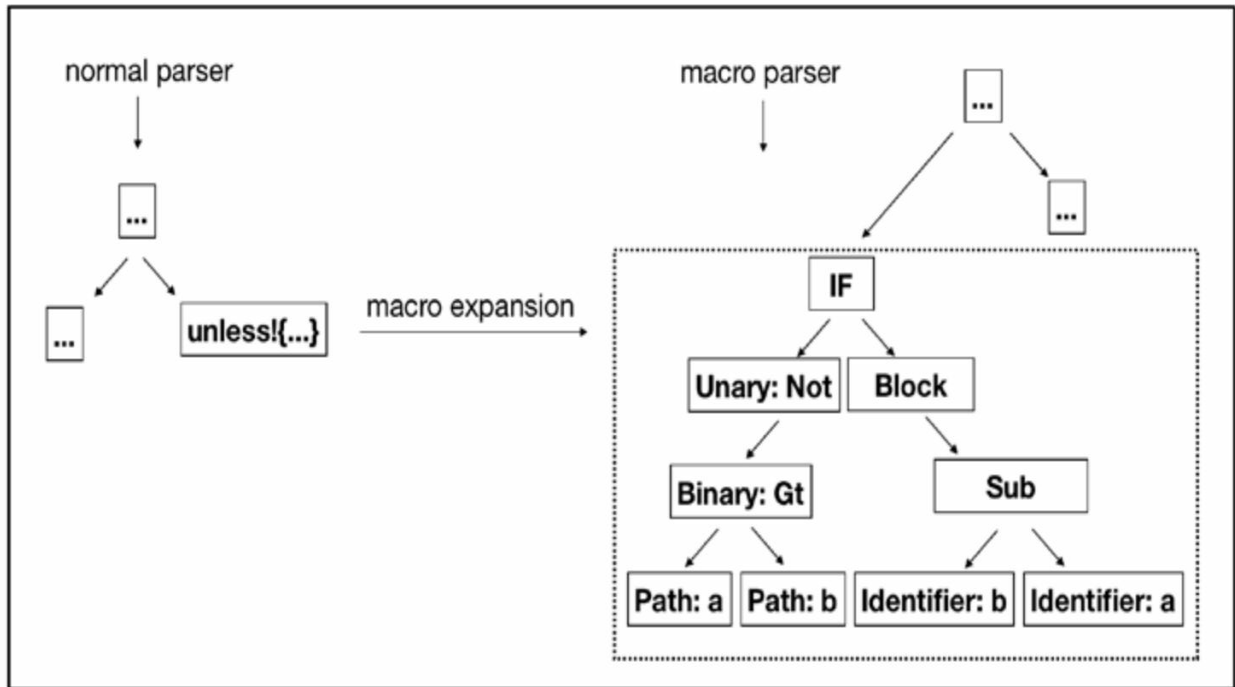 normal parser
macro parser
...
...
...
...
unless!{...}
macro expansion
IF
Unary: Not
Block
Binary: Gt
Sub
Path: a
Path: b
Identifier: b
Identifier: a